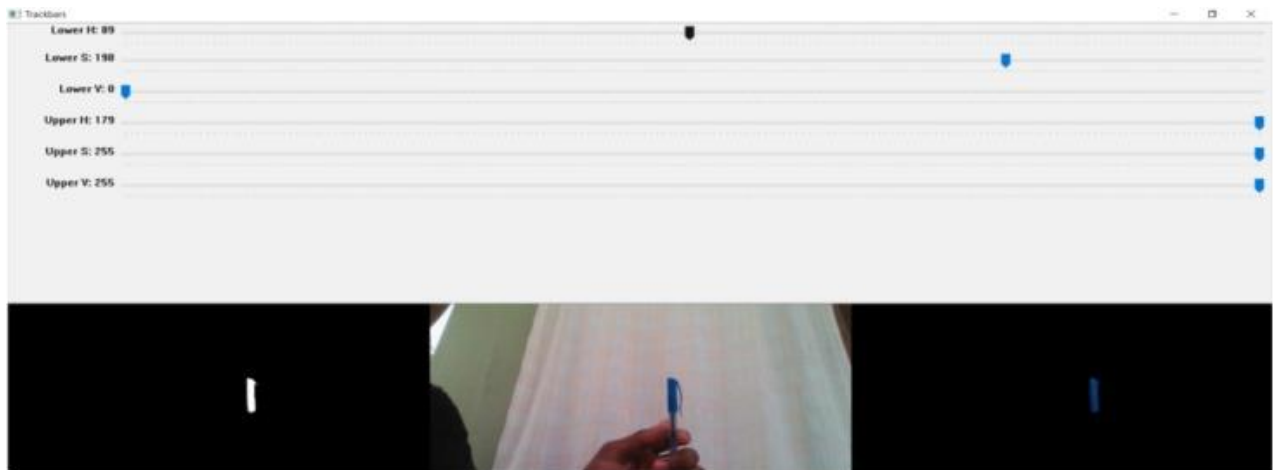 Trackbars
Lower H: 89
Lower S: 198
Lower V: 0
Upper H: 179
Upper S: 255
Upper V: 255